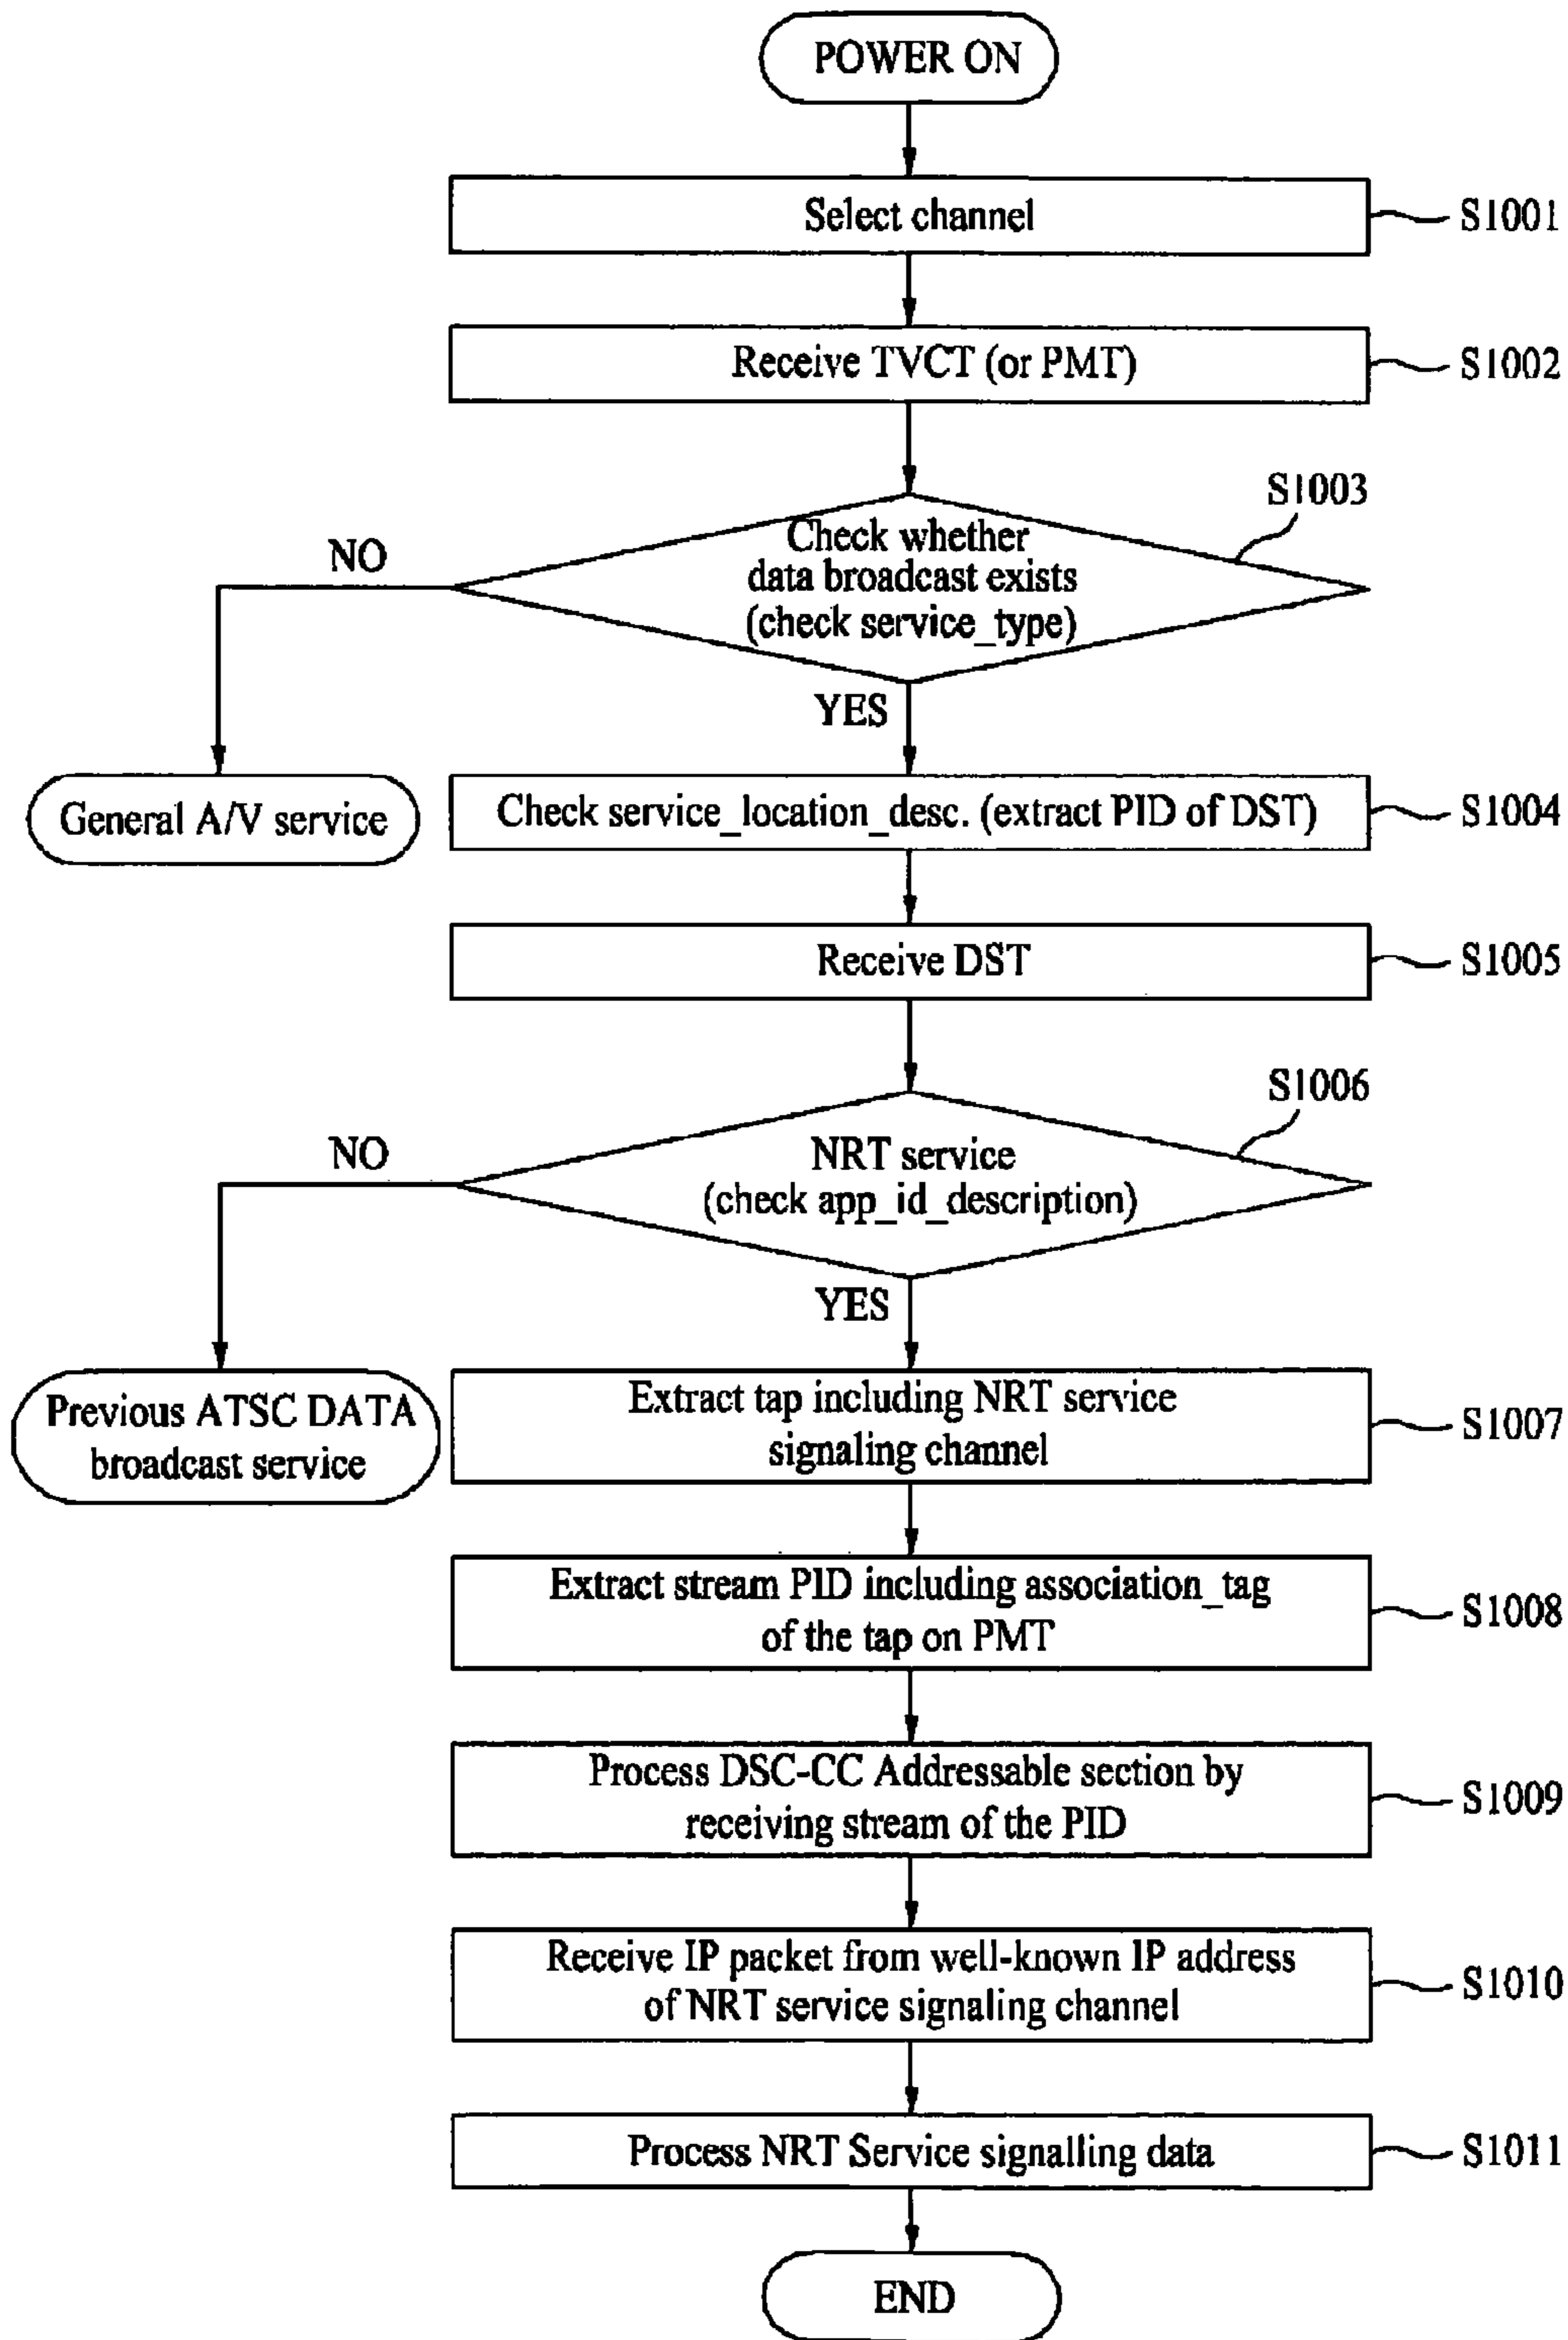 POWER ON
Select channel
S1001
Receive TVCT (or PMT)
S1002
S1003
Check whether
data broadcast exists
(check service_type)
NO
YES
General A/V service
Check service_location_desc. (extract PID of DST)
S1004
Receive DST
S1005
S1006
NRT service
(check app_id_description)
NO
YES
Previous ATSC DATA
broadcast service
Extract tap including NRT service
signaling channel
S1007
Extract stream PID including association_tag
of the tap on PMT
S1008
Process DSC-CC Addressable section by
receiving stream of the PID
S1009
Receive IP packet from well-known IP address
of NRT service signaling channel
S1010
Process NRT Service signalling data
S1011
END